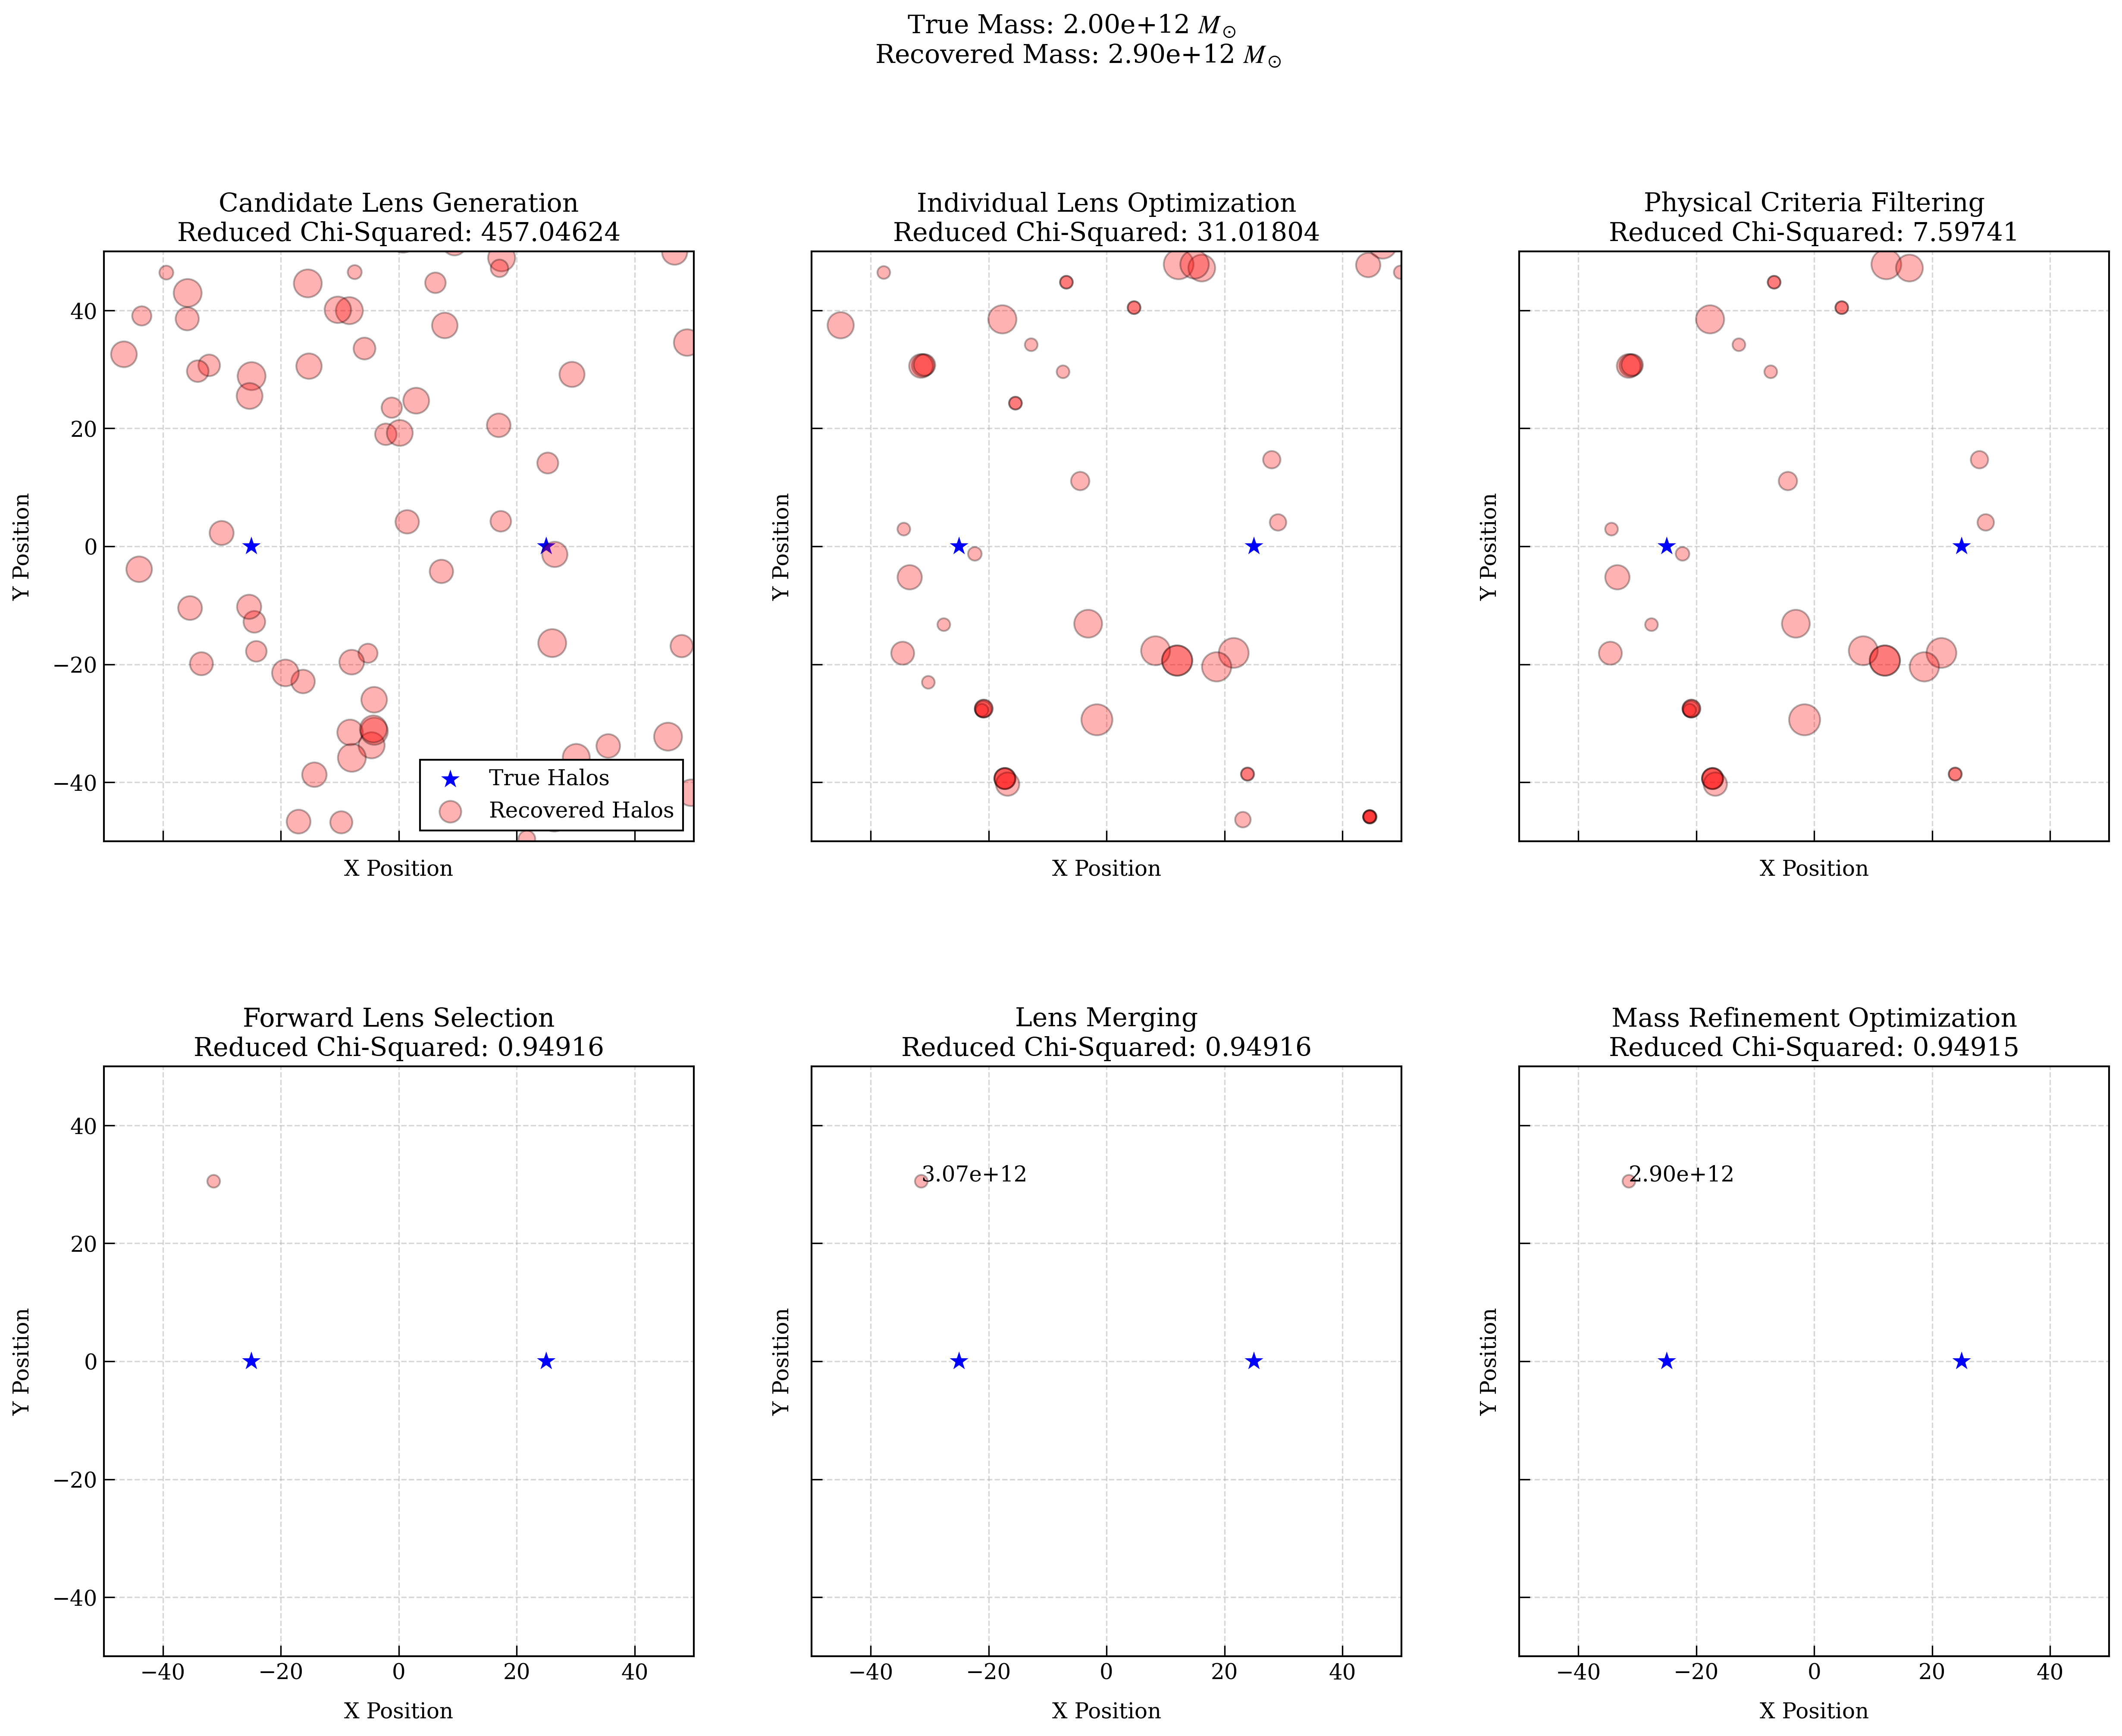 True Mass: 2.00e+12 M⊙
Recovered Mass: 2.90e+12 M⊙
Candidate Lens Generation
Reduced Chi-Squared: 457.04624
Individual Lens Optimization
Reduced Chi-Squared: 31.01804
Physical Criteria Filtering
Reduced Chi-Squared: 7.59741
40
20
0
−20
−40
Y Position
Y Position
Y Position
True Halos
Recovered Halos
X Position
X Position
X Position
Forward Lens Selection
Reduced Chi-Squared: 0.94916
Lens Merging
Reduced Chi-Squared: 0.94916
Mass Refinement Optimization
Reduced Chi-Squared: 0.94915
40
20
0
−20
−40
Y Position
Y Position
Y Position
3.07e+12
2.90e+12
−40 −20 0 20 40
−40 −20 0 20 40
−40 −20 0 20 40
X Position
X Position
X Position